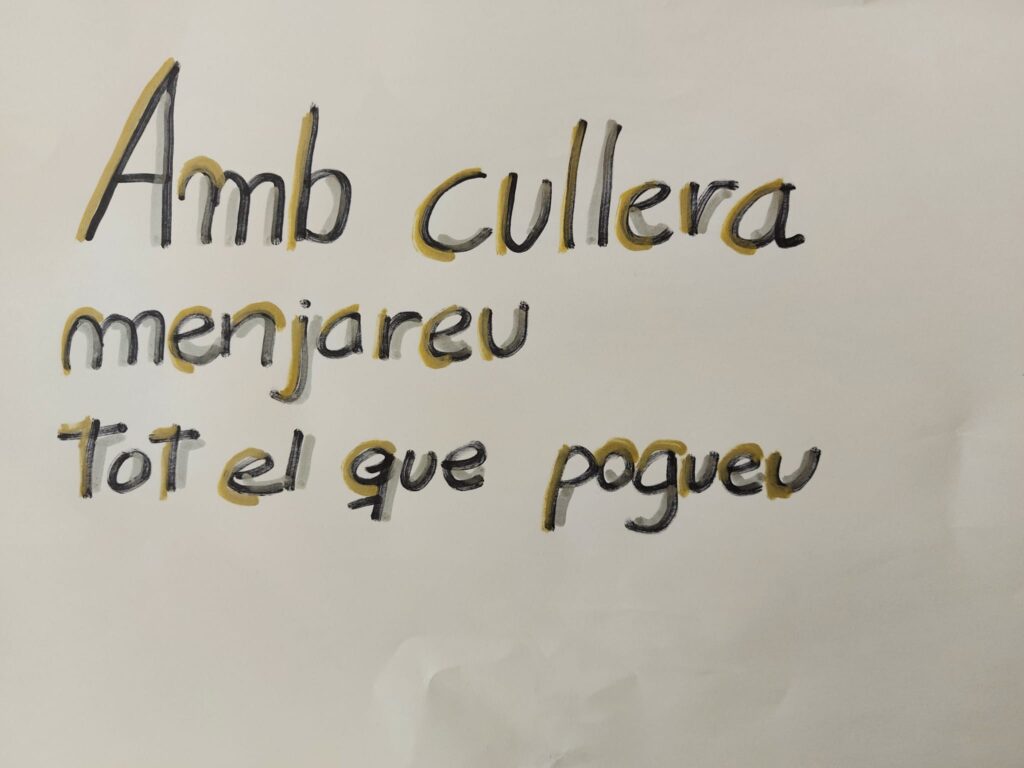 Amb cullera
menjareu
Tot el que pogueu